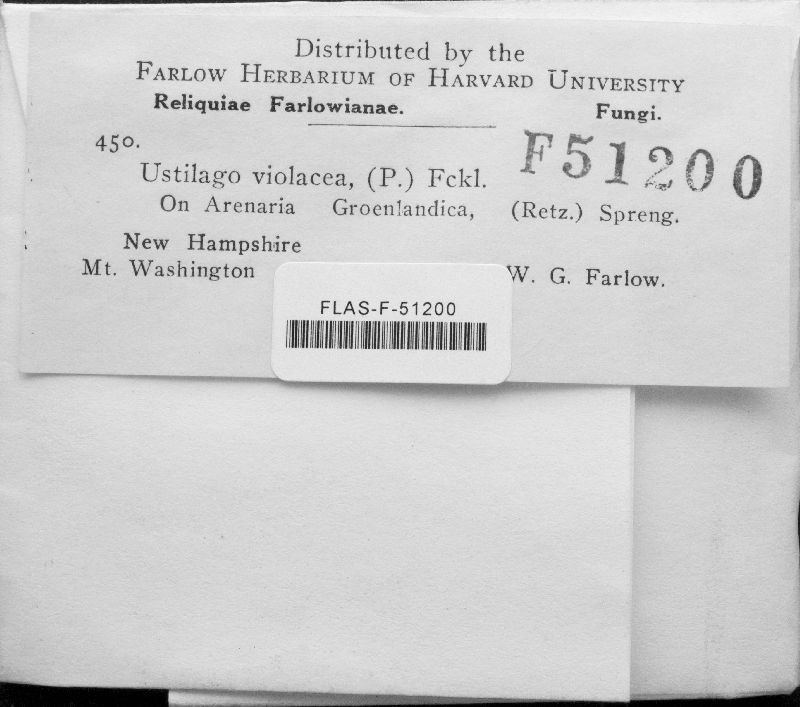 Distributed by the
FARLOW HERBARIUM OF HARVARD UNIVERSITY
Reliquiae Farlowianae. Fungi.
450. F51200
Ustilago violacea, (P.) Fckl.
On Arenaria Groenlandica, (Retz.) Spreng.
New Hampshire
Mt. Washington W. G. Farlow.
FLAS-F-51200